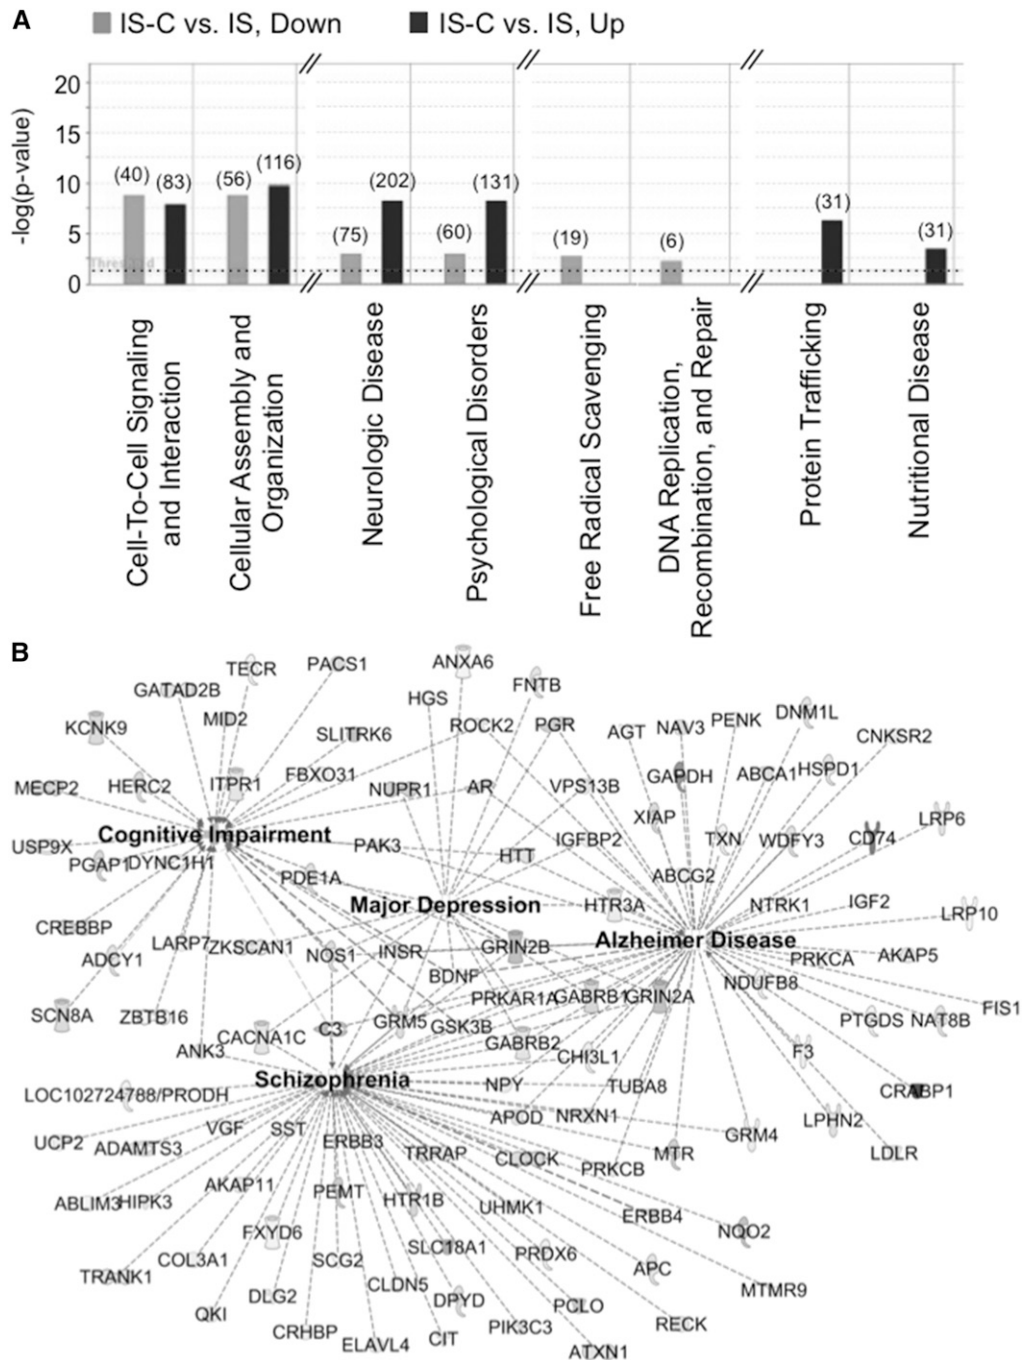 A
IS-C vs. IS, Down
IS-C vs. IS, Up
-log(p-value)
20
15
10
5
0
(40)
(83)
(56)
(116)
(75)
(202)
(60)
(131)
(19)
(6)
(31)
(31)
Cell-To-Cell Signaling
and Interaction
Cellular Assembly and
Organization
Neurologic Disease
Psychological Disorders
Free Radical Scavenging
DNA Replication,
Recombination, and Repair
Protein Trafficking
Nutritional Disease
B
TECR
PACS1
ANXA6
FNTB
GATAD2B
HGS
KCNK9
MID2
SLITRK6
ROCK2
PGR
AGT
NAV3
PENK
DNM1L
CNKSR2
MECP2
HERC2
ITPR1
FBXO31
NUPR1
AR
VPS13B
GAPDH
ABCA1
HSPD1
XIAP
LRP6
Cognitive Impairment
USP9X
PAK3
IGFBP2
TXN
WDFY3
CD74
PGAP1
DYNC1H1
HTT
PDE1A
ABCG2
Major Depression
HTR3A
NTRK1
IGF2
LRP10
CREBBP
LARP7
ZKSCAN1
NOS1
INSR
GRIN2B
Alzheimer Disease
ADCY1
BDNF
PRKCA
AKAP5
NDUFB8
SCN8A
ZBTB16
PRKAR1A
GABRB1
GRIN2A
FIS1
CACNA1C
C3
GRM5
GSK3B
PTGDS
NAT8B
ANK3
GABRB2
CHI3L1
F3
Schizophrenia
NPY
TUBA8
CRABP1
LOC102724788/PRODH
APOD
NRXN1
LPHN2
UCP2
ADAMTS3
VGF
SST
ERBB3
TRRAP
CLOCK
PRKCB
MTR
GRM4
LDLR
ABLIM3
HIPK3
AKAP11
PEMT
HTR1B
UHMK1
ERBB4
NQO2
FXYD6
SLC18A1
PRDX6
COL3A1
SCG2
APC
TRANK1
CLDN5
MTMR9
DLG2
DPYD
PCLO
QKI
CRHBP
ELAVL4
CIT
PIK3C3
RECK
ATXN1